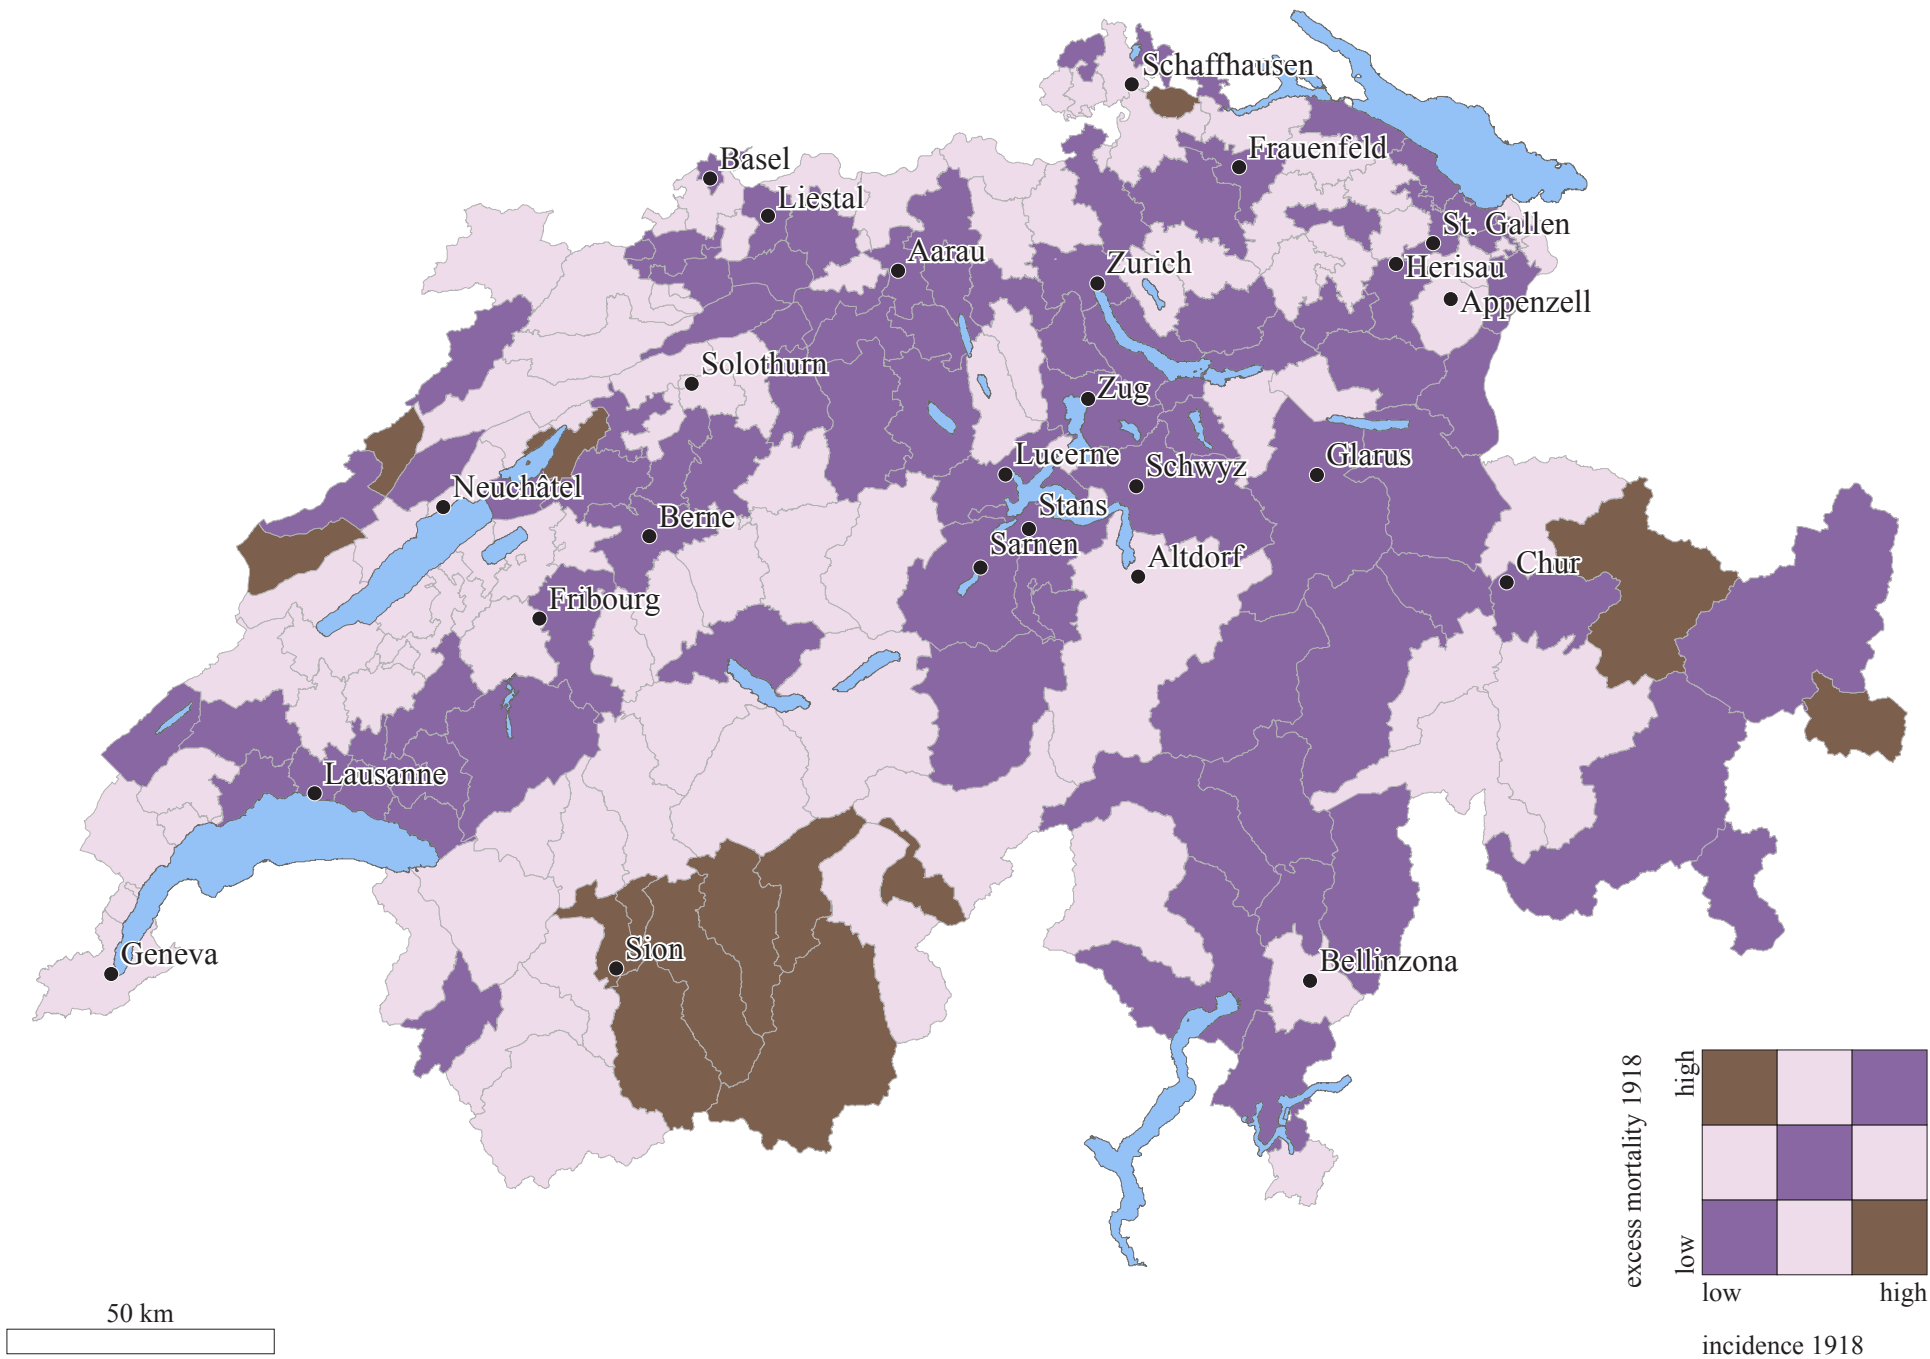 Schaffhausen
Basel
Frauenfeld
Liestal
St. Gallen
Aarau
Zurich
Herisau
Appenzell
Solothurn
Zug
Lucerne
Schwyz
Glarus
Neuchâtel
Stans
Berne
Sarnen
Altdorf
Chur
Fribourg
Lausanne
Sion
Geneva
Bellinzona
excess mortality 1918
high
low
low
high
incidence 1918
50 km